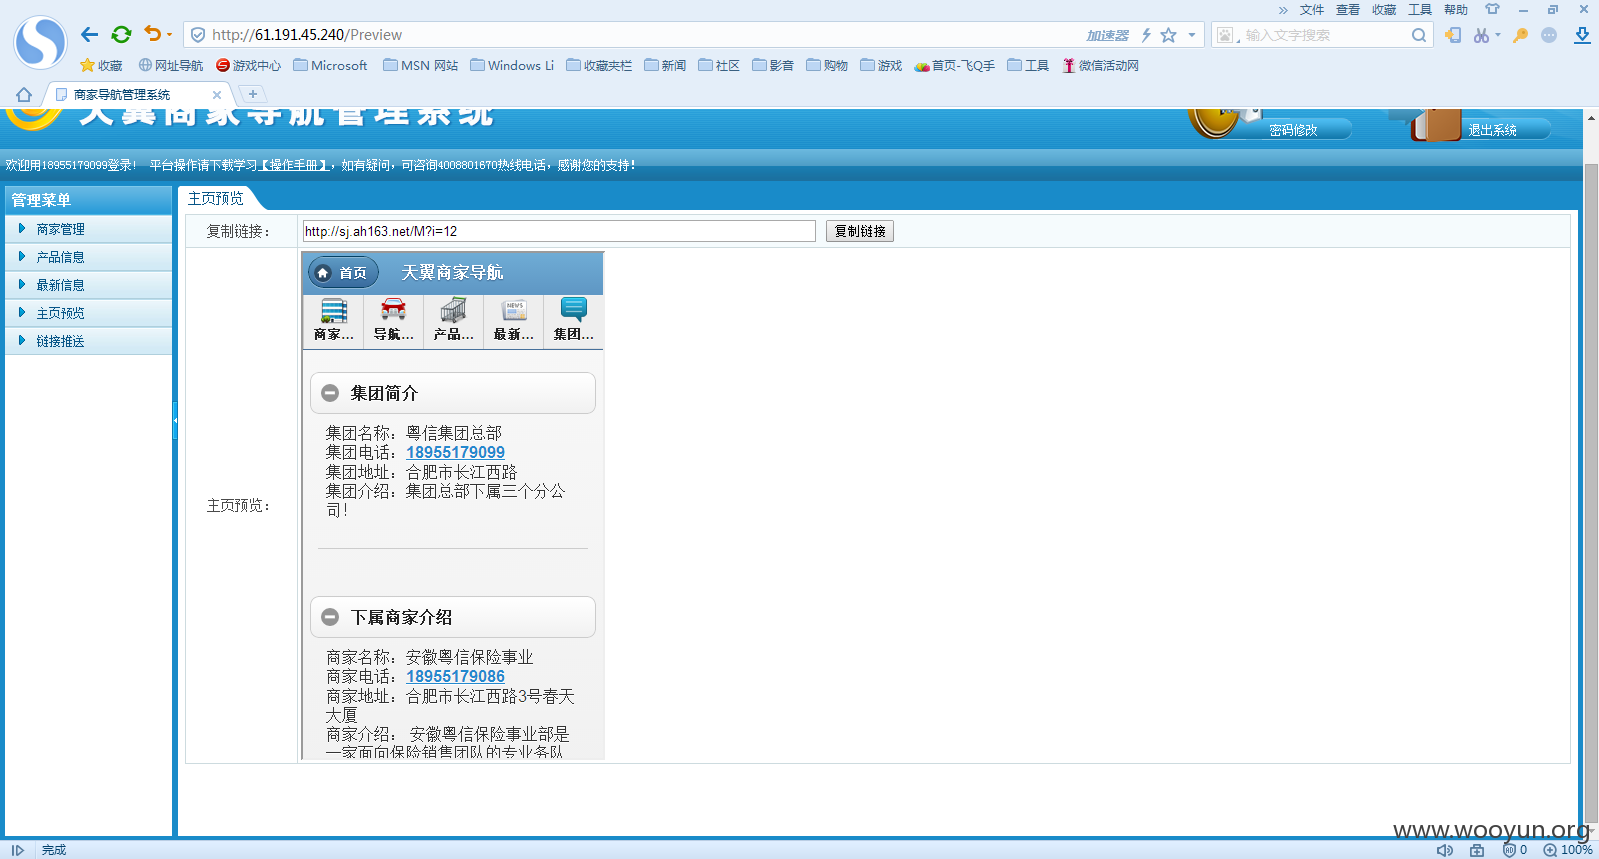 » 文件 查看 收藏 工具 帮助
http://61.191.45.240/Preview 加速器 输入文字搜索
收藏 网址导航 游戏中心 Microsoft MSN 网站 Windows Li 收藏夹栏 新闻 社区 影音 购物 游戏 首页-飞Q手 工具 微信活动网
商家导航管理系统
天翼商家导航管理系统
密码修改 退出系统
欢迎用18955179099登录! 平台操作请下载学习【操作手册】,如有疑问,可咨询4008801670热线电话,感谢您的支持!
管理菜单
商家管理
产品信息
最新信息
主页预览
链接推送
主页预览
复制链接: http://sj.ah163.net/M?i=12 复制链接
主页预览:
首页 天翼商家导航
商家... 导航... 产品... 最新... 集团...
集团简介
集团名称：粤信集团总部
集团电话：18955179099
集团地址：合肥市长江西路
集团介绍：集团总部下属三个分公
司！
下属商家介绍
商家名称：安徽粤信保险事业
商家电话：18955179086
商家地址：合肥市长江西路3号春天
大厦
商家介绍： 安徽粤信保险事业部是
一家面向保险销售团队的专业务队
www.wooyun.org
完成 0 100%